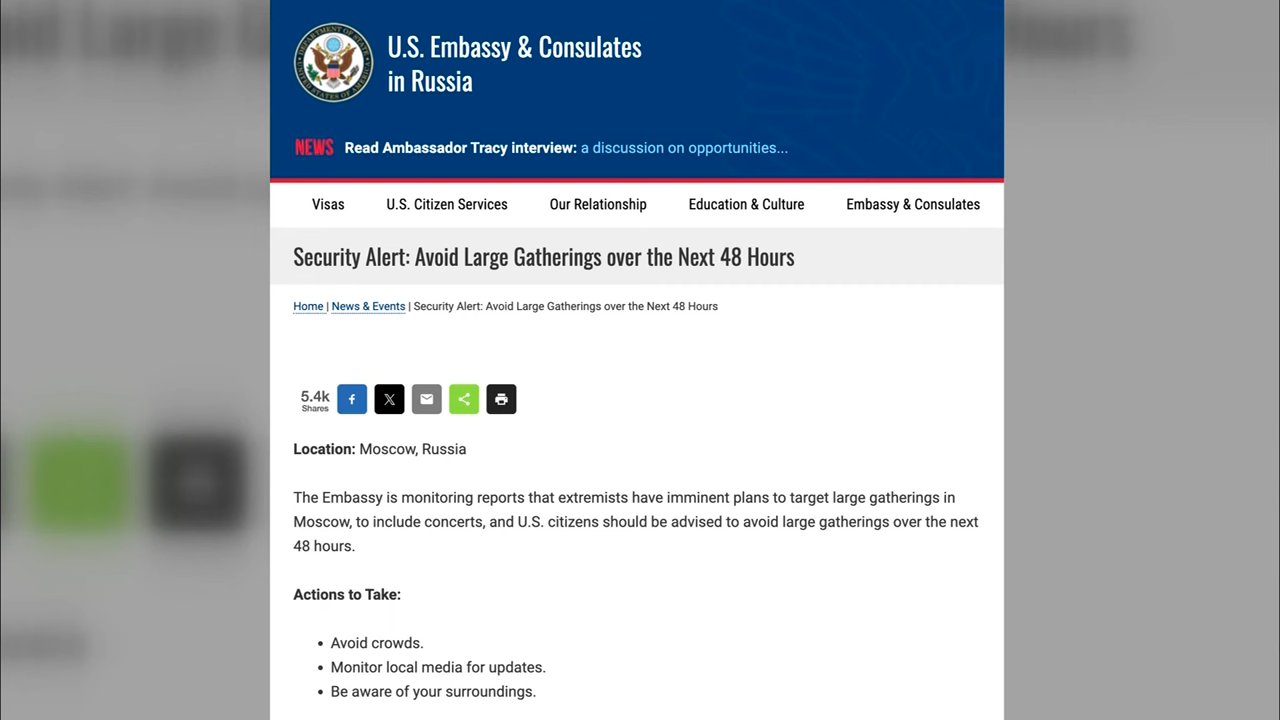 U.S. Embassy & Consulates
in Russia
NEWS Read Ambassador Tracy interview: a discussion on opportunities...
Visas U.S. Citizen Services Our Relationship Education & Culture Embassy & Consulates
Security Alert: Avoid Large Gatherings over the Next 48 Hours
Home | News & Events | Security Alert: Avoid Large Gatherings over the Next 48 Hours
5.4k
Shares
Location: Moscow, Russia
The Embassy is monitoring reports that extremists have imminent plans to target large gatherings in
Moscow, to include concerts, and U.S. citizens should be advised to avoid large gatherings over the next
48 hours.
Actions to Take:
• Avoid crowds.
• Monitor local media for updates.
• Be aware of your surroundings.